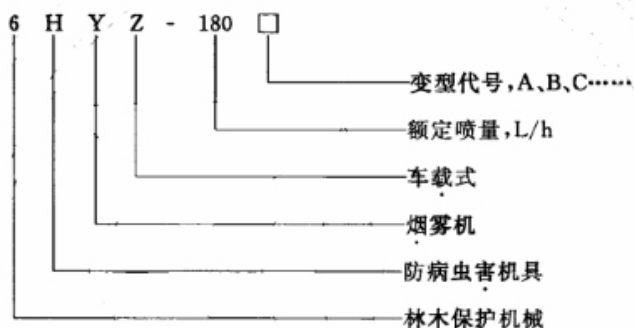 6 H Y Z - 180 □
变型代号,A、B、C……
额定喷量,L/h
车载式
烟雾机
防病虫害机具
林木保护机械